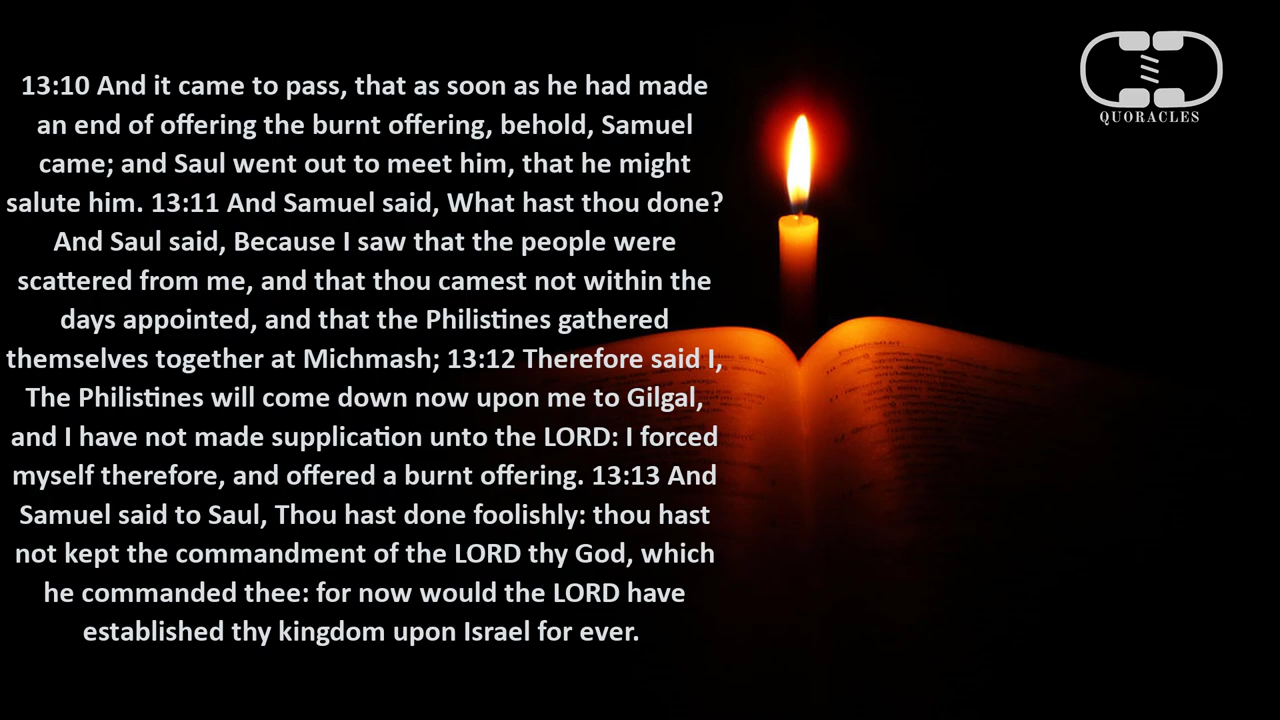 13:10 And it came to pass, that as soon as he had made
an end of offering the burnt offering, behold, Samuel
came; and Saul went out to meet him, that he might
salute him. 13:11 And Samuel said, What hast thou done?
And Saul said, Because I saw that the people were
scattered from me, and that thou camest not within the
days appointed, and that the Philistines gathered
themselves together at Michmash; 13:12 Therefore said I,
The Philistines will come down now upon me to Gilgal,
and I have not made supplication unto the LORD: I forced
myself therefore, and offered a burnt offering. 13:13 And
Samuel said to Saul, Thou hast done foolishly: thou hast
not kept the commandment of the LORD thy God, which
he commanded thee: for now would the LORD have
established thy kingdom upon Israel for ever.
QUORACLES